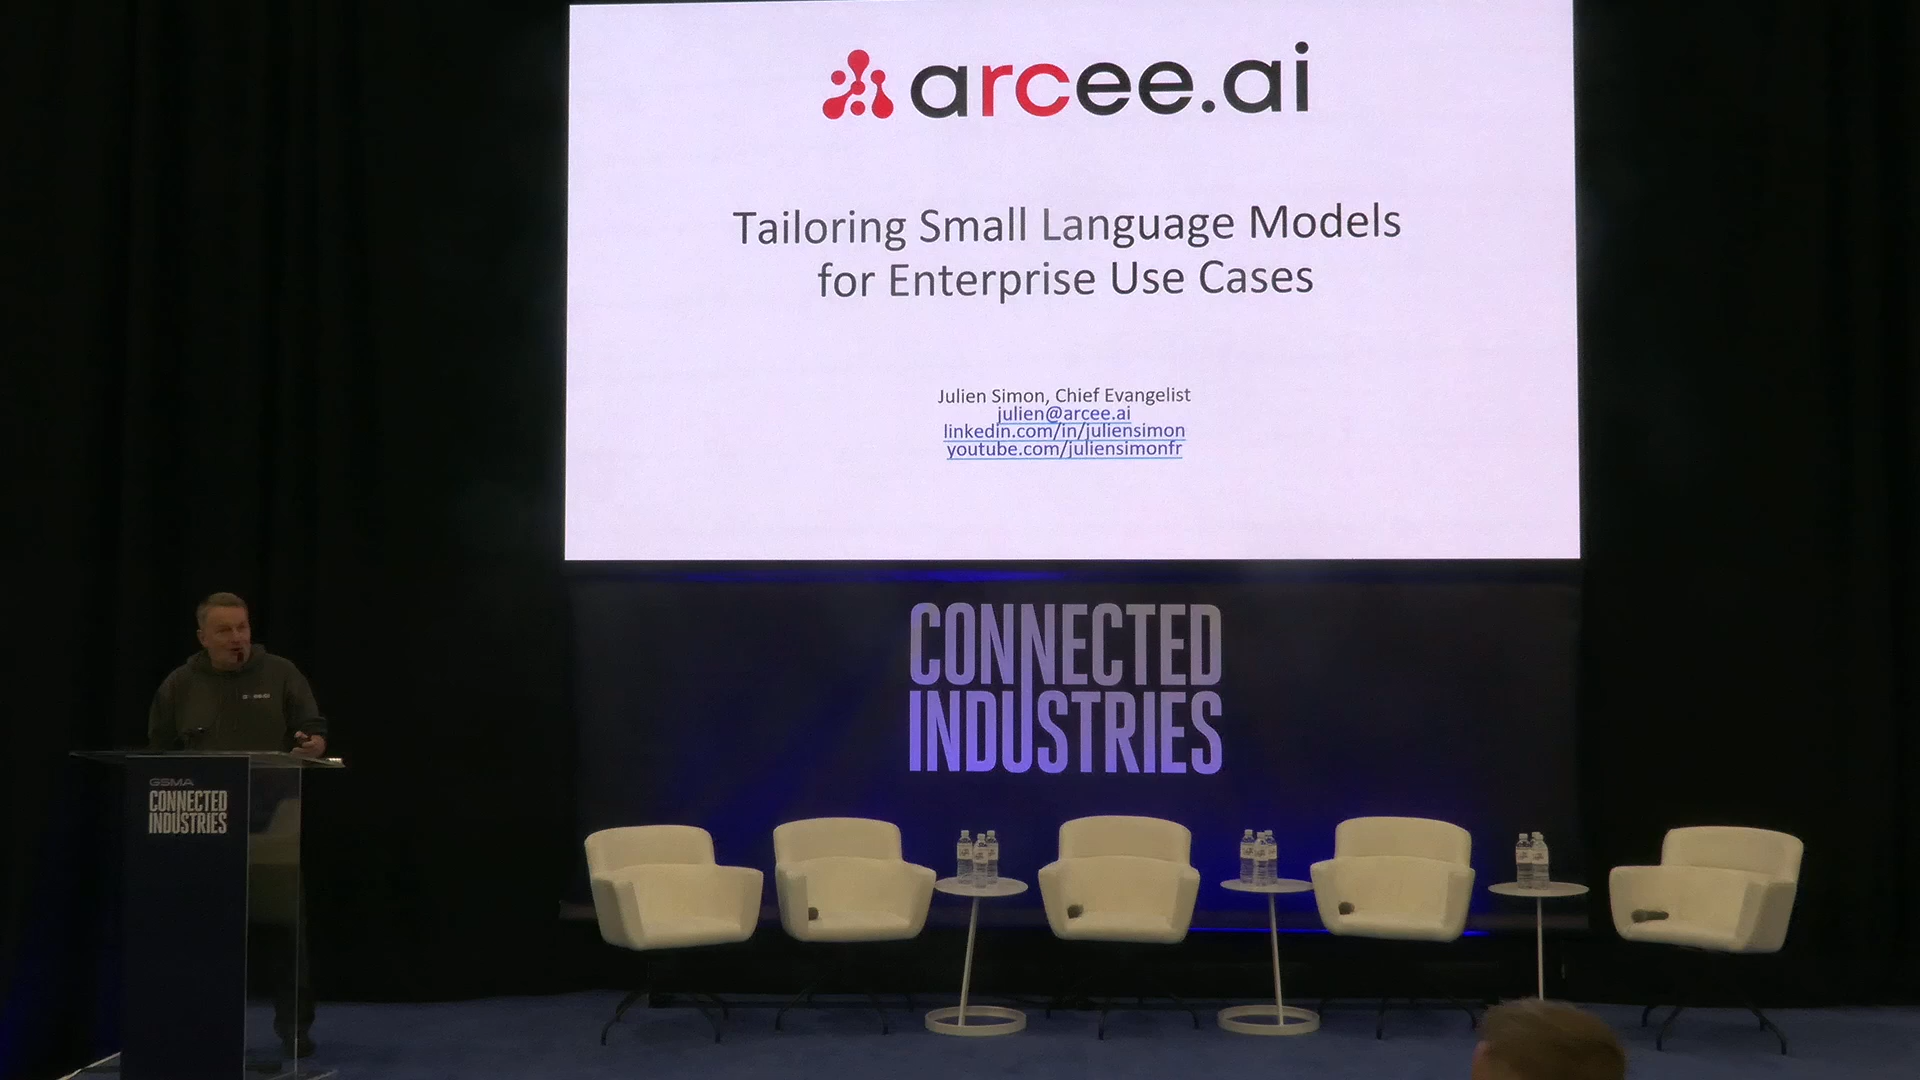 arcee.ai
Tailoring Small Language Models
for Enterprise Use Cases
Julien Simon, Chief Evangelist
julien@arcee.ai
linkedin.com/in/juliensimon
youtube.com/juliensimonfr
CONNECTED
INDUSTRIES
GSMA
CONNECTED
INDUSTRIES